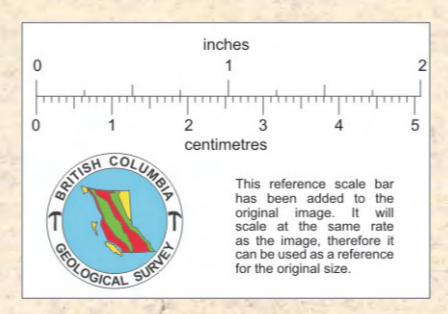 inches
0 1 2
0 1 2 3 4 5
centimetres
BRITISH COLUMBIA
GEOLOGICAL SURVEY
This reference scale bar
has been added to the
original image. It will
scale at the same rate
as the image, therefore it
can be used as a reference
for the original size.